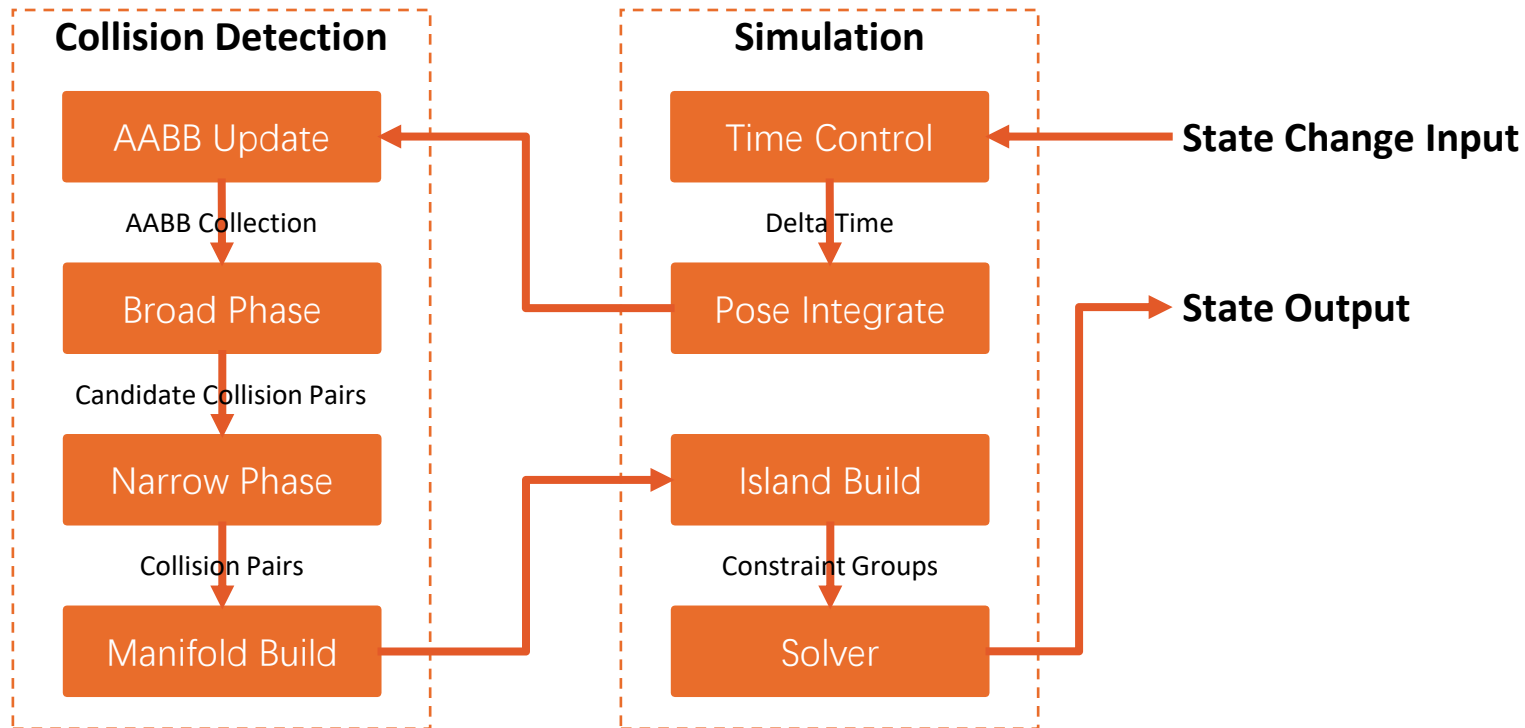 Collision Detection
AABB Update
AABB Collection
Broad Phase
Candidate Collision Pairs
Narrow Phase
Collision Pairs
Manifold Build
Simulation
Time Control
Delta Time
Pose Integrate
Island Build
Constraint Groups
Solver
State Change Input
State Output